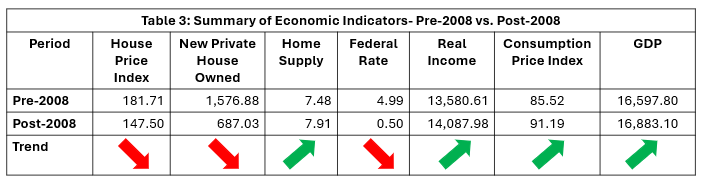 Table 3: Summary of Economic Indicators- Pre-2008 vs. Post-2008
Period House Price Index New Private House Owned Home Supply Federal Rate Real Income Consumption Price Index GDP
Pre-2008 181.71 1,576.88 7.48 4.99 13,580.61 85.52 16,597.80
Post-2008 147.50 687.03 7.91 0.50 14,087.98 91.19 16,883.10
Trend